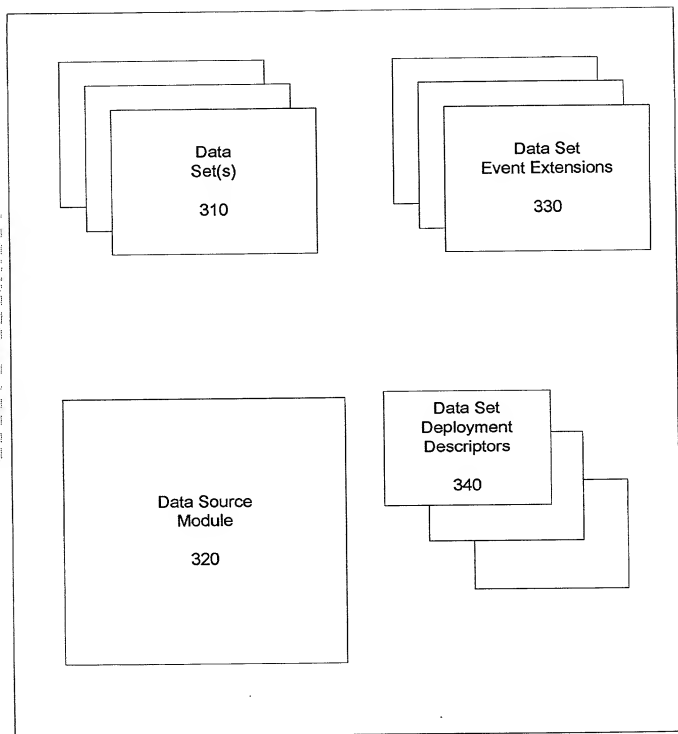 Data
Set(s)
310
Data Set
Event Extensions
330
Data Source
Module
320
Data Set
Deployment
Descriptors
340